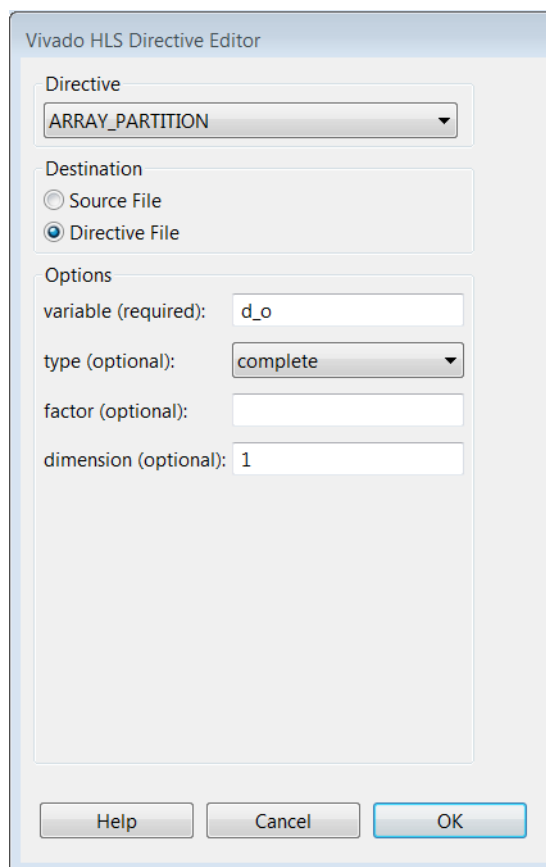 Vivado HLS Directive Editor
Directive
ARRAY_PARTITION
Destination
Source File
Directive File
Options
variable (required): d_o
type (optional): complete
factor (optional):
dimension (optional): 1
Help Cancel OK